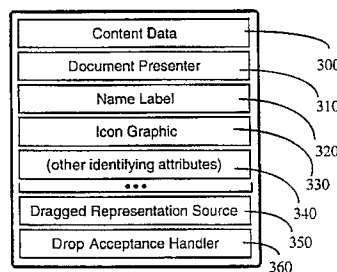 Content Data
300
Document Presenter
310
Name Label
320
Icon Graphic
330
(other identifying attributes)
340
•••
Dragged Representation Source
350
Drop Acceptance Handler
360